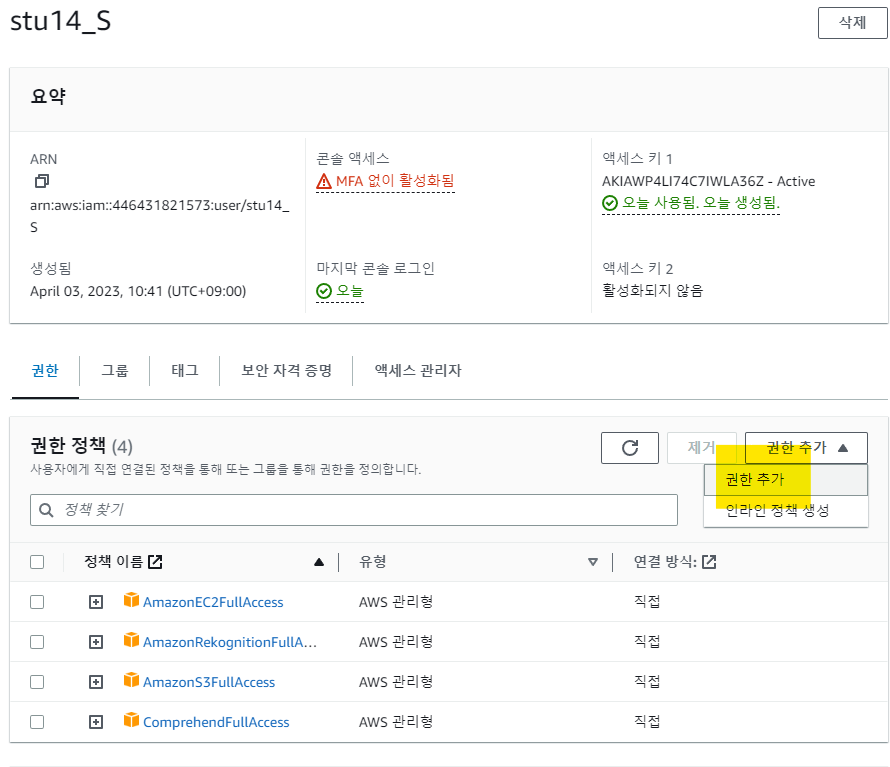 stu14_S
삭제
요약
ARN
arn:aws:iam::446431821573:user/stu14_
S
콘솔 액세스
MFA 없이 활성화됨
액세스 키 1
AKIAWP4LI74C7IWLA36Z - Active
오늘 사용됨. 오늘 생성됨.
생성됨
April 03, 2023, 10:41 (UTC+09:00)
마지막 콘솔 로그인
오늘
액세스 키 2
활성화되지 않음
권한
그룹
태그
보안 자격 증명
액세스 관리자
권한 정책 (4)
사용자에게 직접 연결된 정책을 통해 또는 그룹을 통해 권한을 정의합니다.
제거
권한 추가
권한 추가
인라인 정책 생성
정책 찾기
정책 이름 유형 연결 방식:
AmazonEC2FullAccess AWS 관리형 직접
AmazonRekognitionFullA... AWS 관리형 직접
AmazonS3FullAccess AWS 관리형 직접
ComprehendFullAccess AWS 관리형 직접